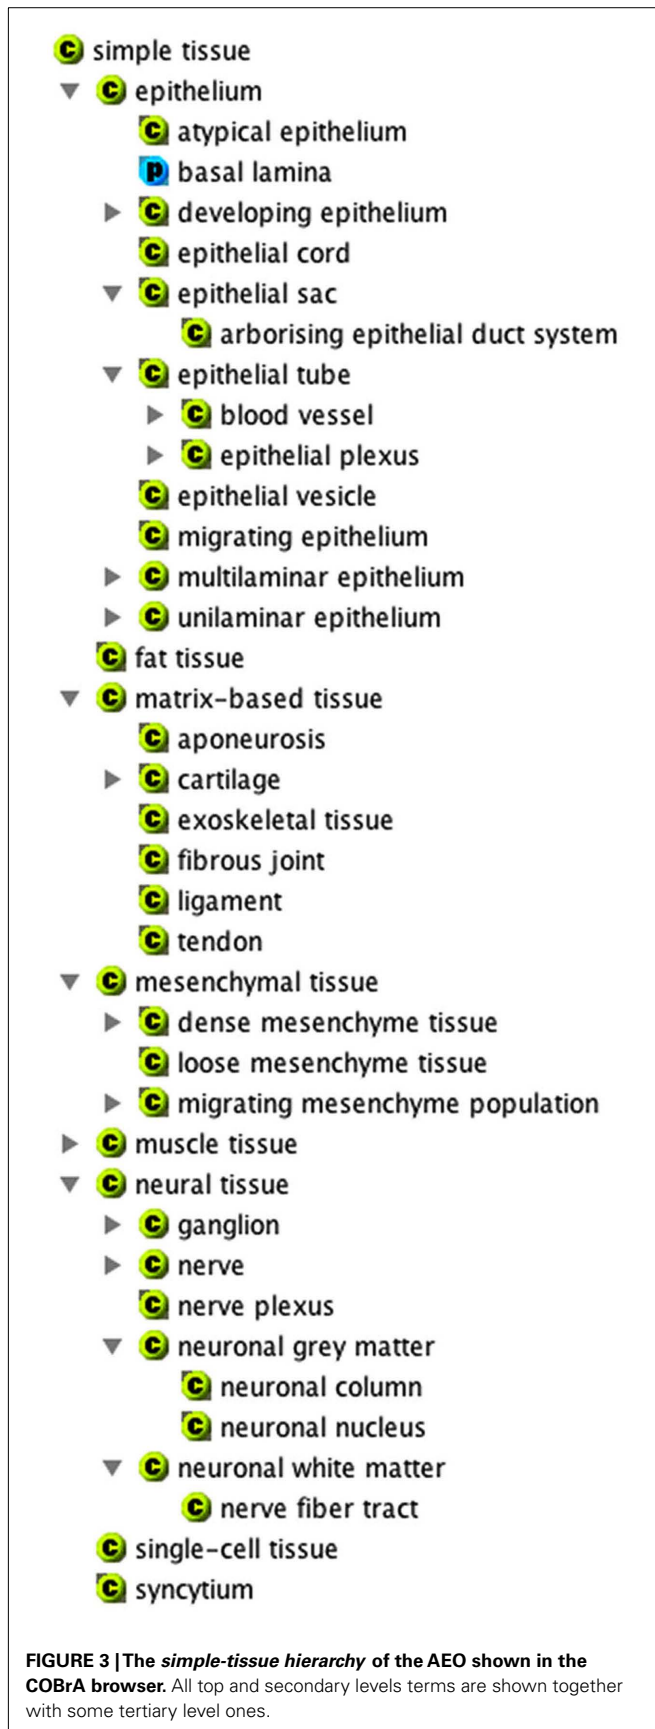 C simple tissue
C epithelium
C atypical epithelium
p basal lamina
C developing epithelium
C epithelial cord
C epithelial sac
C arborising epithelial duct system
C epithelial tube
C blood vessel
C epithelial plexus
C epithelial vesicle
C migrating epithelium
C multilaminar epithelium
C unilaminar epithelium
C fat tissue
C matrix-based tissue
C aponeurosis
C cartilage
C exoskeletal tissue
C fibrous joint
C ligament
C tendon
C mesenchymal tissue
C dense mesenchyme tissue
C loose mesenchyme tissue
C migrating mesenchyme population
C muscle tissue
C neural tissue
C ganglion
C nerve
C nerve plexus
C neuronal grey matter
C neuronal column
C neuronal nucleus
C neuronal white matter
C nerve fiber tract
C single-cell tissue
C syncytium
FIGURE 3 | The simple-tissue hierarchy of the AEO shown in the
COBrA browser. All top and secondary levels terms are shown together
with some tertiary level ones.